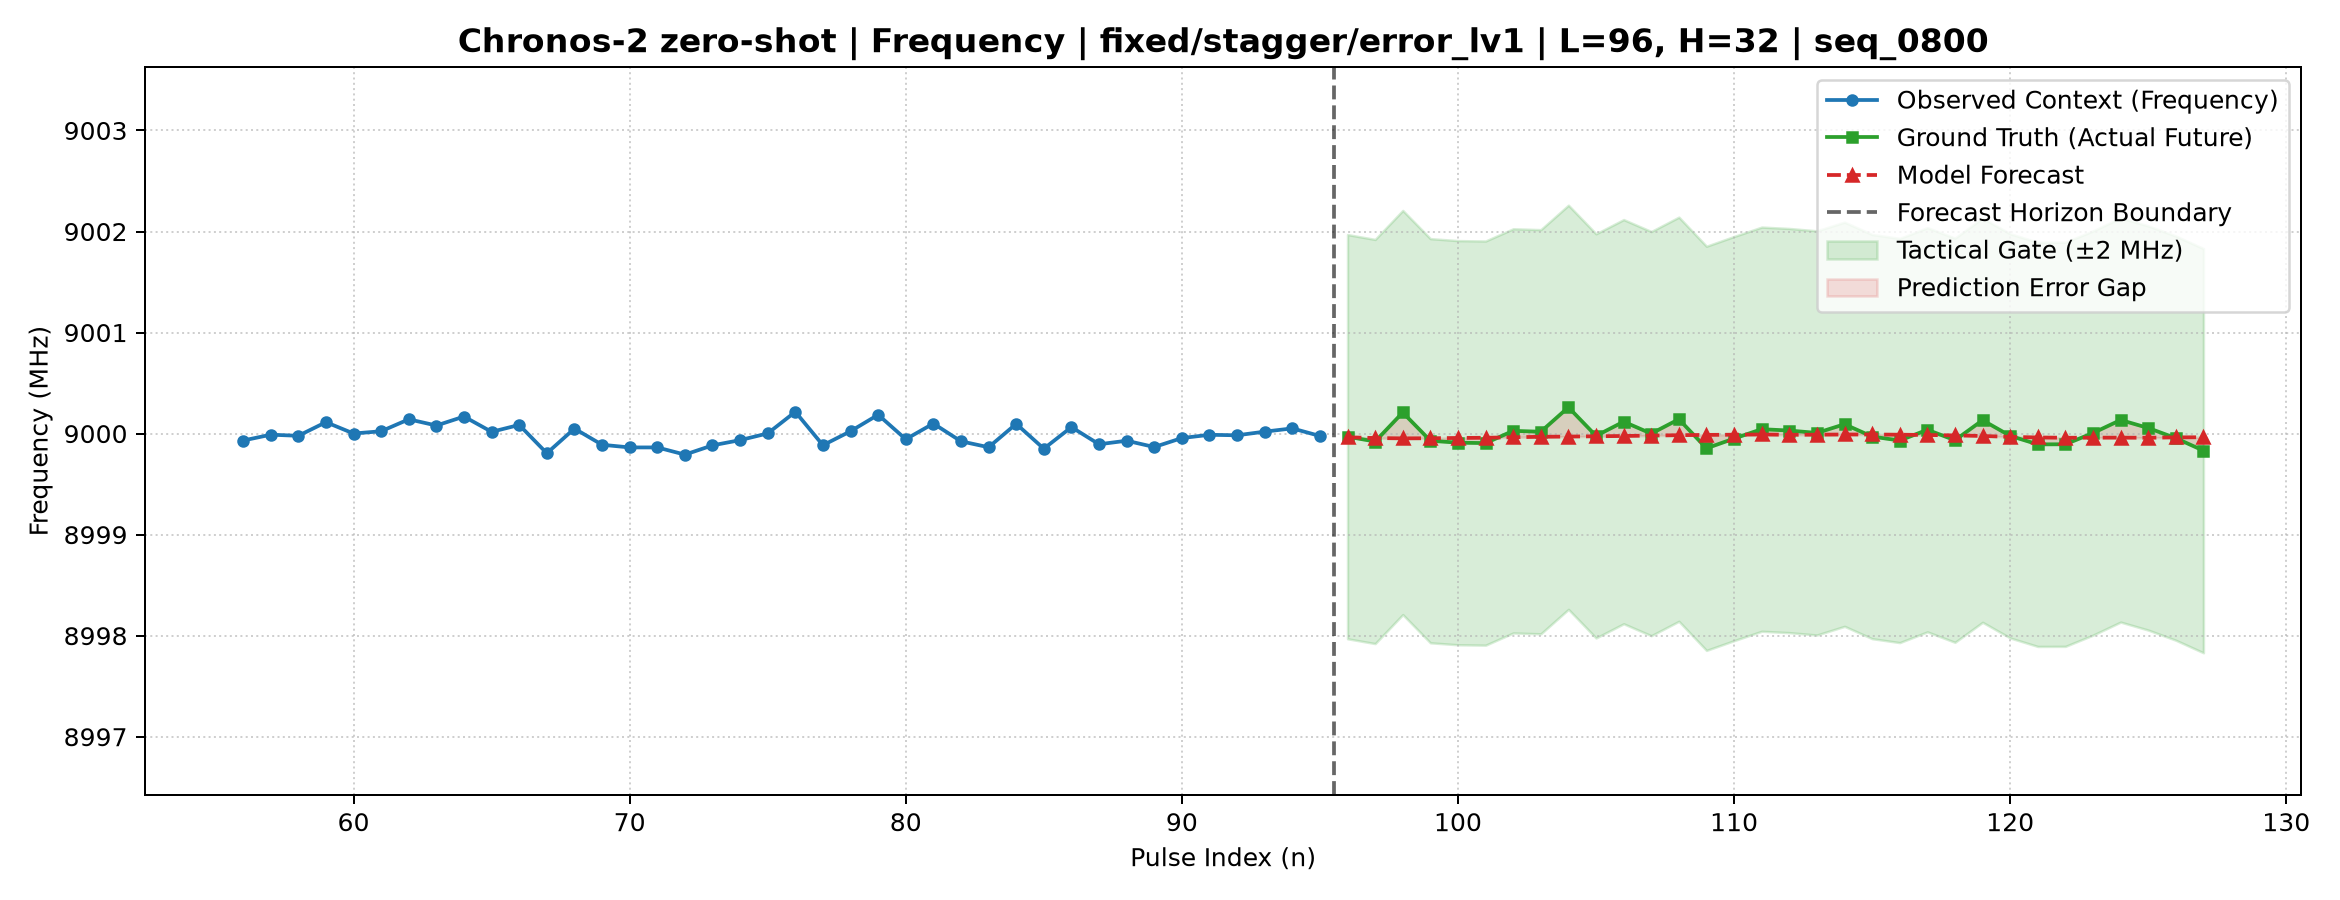 Chronos-2 zero-shot | Frequency | fixed/stagger/error_lv1 | L=96, H=32 | seq_0800
Observed Context (Frequency)
Ground Truth (Actual Future)
Model Forecast
Forecast Horizon Boundary
Tactical Gate (±2 MHz)
Prediction Error Gap
Frequency (MHz)
9003
9002
9001
9000
8999
8998
8997
60 70 80 90 100 110 120 130
Pulse Index (n)